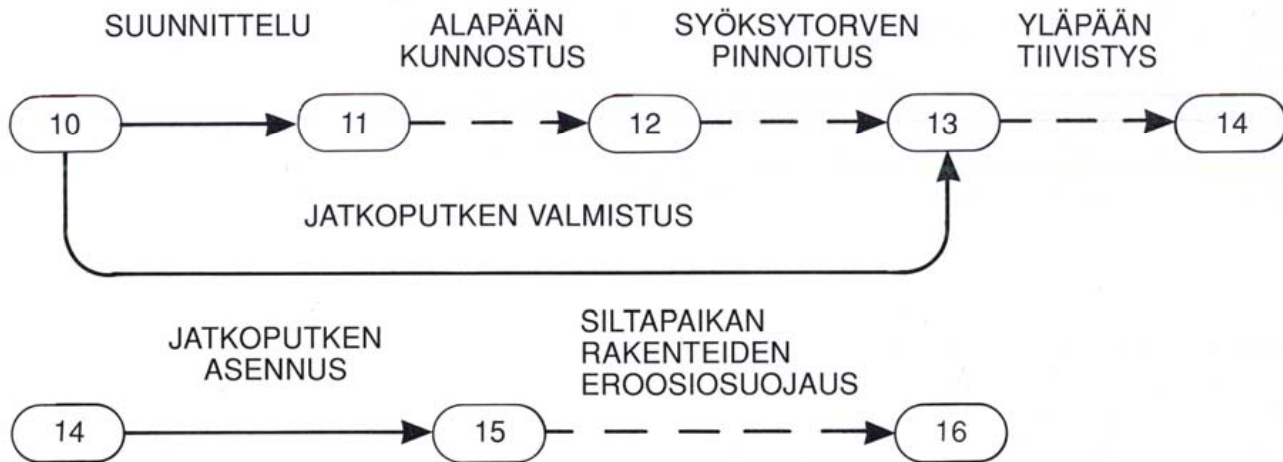 SUUNNITTELU
ALAPÄÄN
KUNNOSTUS
SYÖKSYTORVEN
PINNOITUS
YLÄPÄÄN
TIIVISTYS
10
11
12
13
14
JATKOPUTKEN VALMISTUS
JATKOPUTKEN
ASENNUS
SILTAPAIKAN
RAKENTEIDEN
EROOSIOSUOJAUS
14
15
16